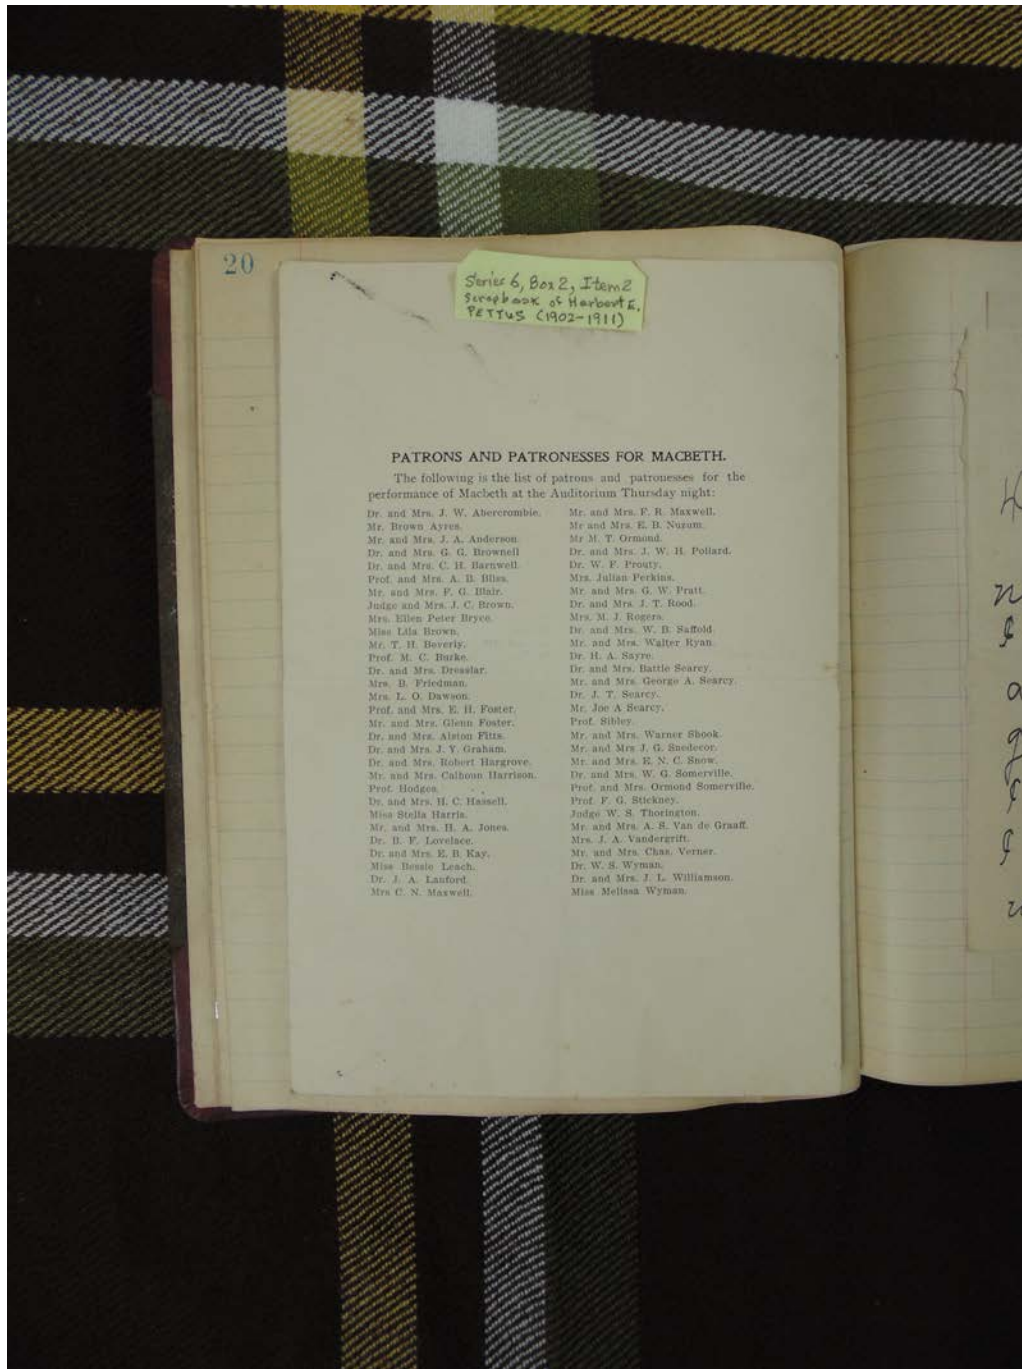 20
Series 6, Box 2, Item 2
Scrapbook of Herbert E.
PETTUS (1902-1911)
PATRONS AND PATRONESSES FOR MACBETH.
The following is the list of patrons and patronesses for the
performance of Macbeth at the Auditorium Thursday night:
Dr. and Mrs. J. W. Abercrombie.
Mr. Brown Ayres.
Mr. and Mrs. J. A. Anderson
Dr. and Mrs. G. G. Brownell
Dr. and Mrs. C. H. Barnwell
Prof. and Mrs. A. B. Bliss.
Mr. and Mrs. F. G. Blair.
Judge and Mrs. J. C. Brown.
Mrs. Ellen Peter Bryce.
Miss Lila Brown.
Mr. T. H. Beverly.
Prof. M. C. Burke.
Dr. and Mrs. Dresslar.
Mrs. B. Friedman.
Mrs. L. O. Dawson.
Prof. and Mrs. E. H. Foster.
Mr. and Mrs. Glenn Foster.
Dr. and Mrs. Alston Fitts.
Dr. and Mrs. J. Y. Graham.
Dr. and Mrs. Robert Hargrove.
Mr. and Mrs. Calhoun Harrison.
Prof. Hodges.
Dr. and Mrs. H. C. Hassell.
Miss Stella Harris.
Mr. and Mrs. H. A. Jones.
Dr. B. F. Lovelace.
Dr. and Mrs. E. B. Kay.
Miss Bessie Leach.
Dr. J. A. Lanford.
Mrs C. N. Maxwell.
Mr. and Mrs. F. R. Maxwell.
Mr and Mrs. E. B. Nuzum.
Mr M. T. Ormond.
Dr. and Mrs. J. W. H. Pollard.
Dr. W. F. Prouty.
Mrs. Julian Perkins.
Mr. and Mrs. G. W. Pratt.
Dr. and Mrs. J. T. Rood.
Mrs. M. J. Rogers.
Dr. and Mrs. W. B. Saffold
Mr. and Mrs. Walter Ryan.
Dr. H. A. Sayre.
Dr. and Mrs. Battle Searcy.
Mr. and Mrs. George A. Searcy.
Dr. J. T. Searcy.
Mr. Joe A Searcy.
Prof. Sibley.
Mr. and Mrs. Warner Shook.
Mr. and Mrs J. G. Snedecor.
Mr. and Mrs. E. N. C. Snow.
Dr. and Mrs. W. G. Somerville.
Prof. and Mrs. Ormond Somerville.
Prof. F. G. Stickney.
Judge W. S. Thorington.
Mr. and Mrs. A. S. Van de Graaff.
Mrs. J. A. Vandergrift.
Mr. and Mrs. Chas. Verner.
Dr. W. S. Wyman.
Dr. and Mrs. J. L. Williamson.
Miss Melissa Wyman.